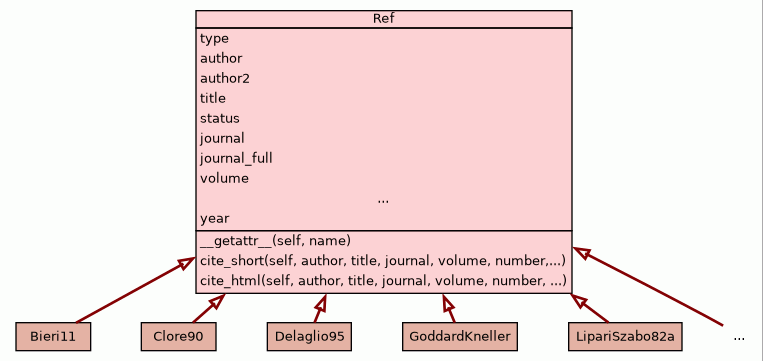 Ref
type
author
author2
title
status
journal
journal_full
volume
...
year
__getattr__(self, name)
cite_short(self, author, title, journal, volume, number,...)
cite_html(self, author, title, journal, volume, number, ...)
Bieri11 Clore90 Delaglio95 GoddardKneller LipariSzabo82a ...